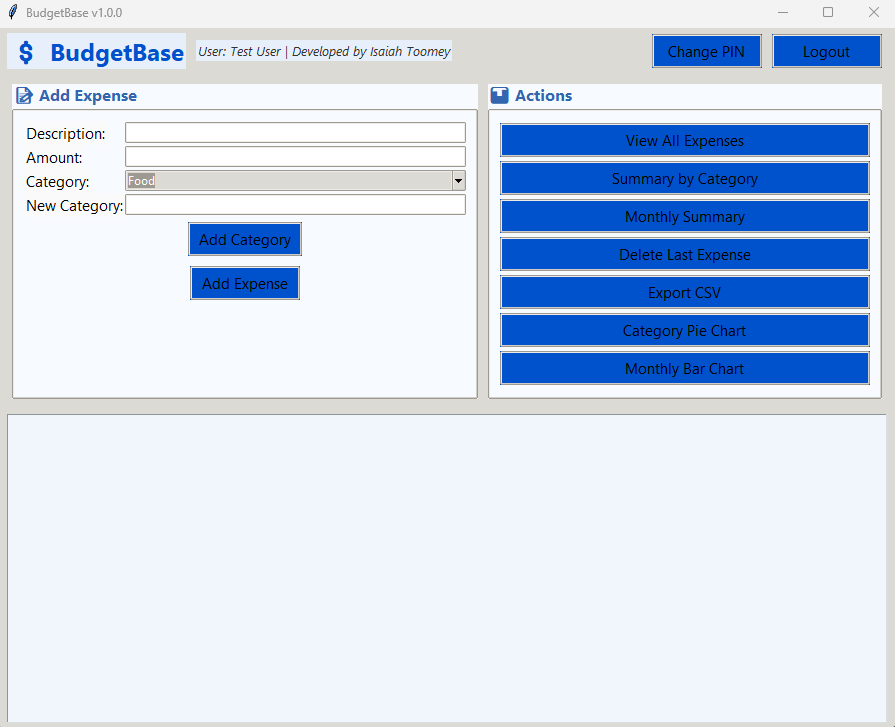 BudgetBase v1.0.0
$ BudgetBase
User: Test User | Developed by Isaiah Toomey
Change PIN
Logout
Add Expense
Description:
Amount:
Category: Food
New Category:
Add Category
Add Expense
Actions
View All Expenses
Summary by Category
Monthly Summary
Delete Last Expense
Export CSV
Category Pie Chart
Monthly Bar Chart